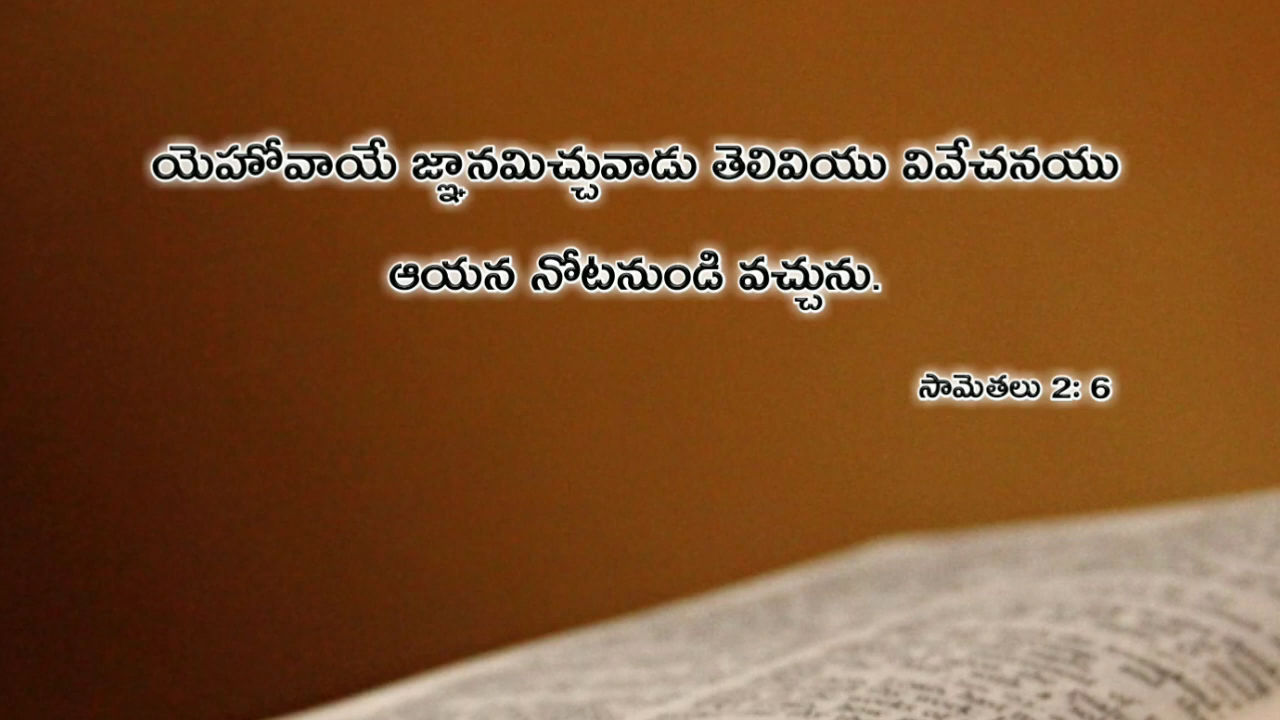 యెహోవాయే జ్ఞానమిచ్చువాడు తెలివియు వివేచనయు
ఆయన నోటనుండి వచ్చును.
సామెతలు 2: 6